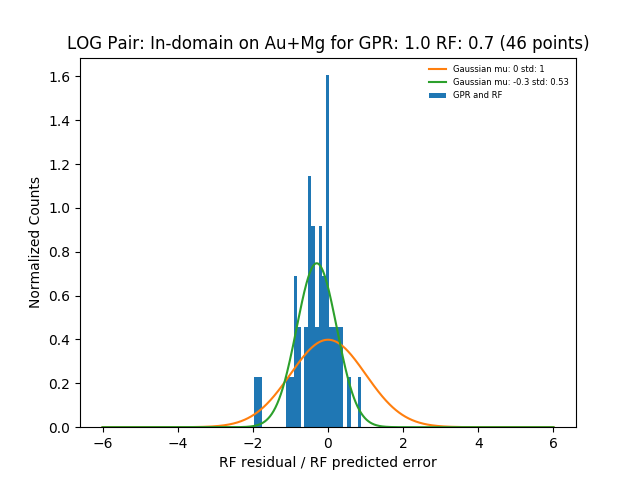 LOG Pair: In-domain on Au+Mg for GPR: 1.0 RF: 0.7 (46 points)
Gaussian mu: 0 std: 1
Gaussian mu: -0.3 std: 0.53
GPR and RF
Normalized Counts
1.6
1.4
1.2
1.0
0.8
0.6
0.4
0.2
0.0
−6 −4 −2 0 2 4 6
RF residual / RF predicted error